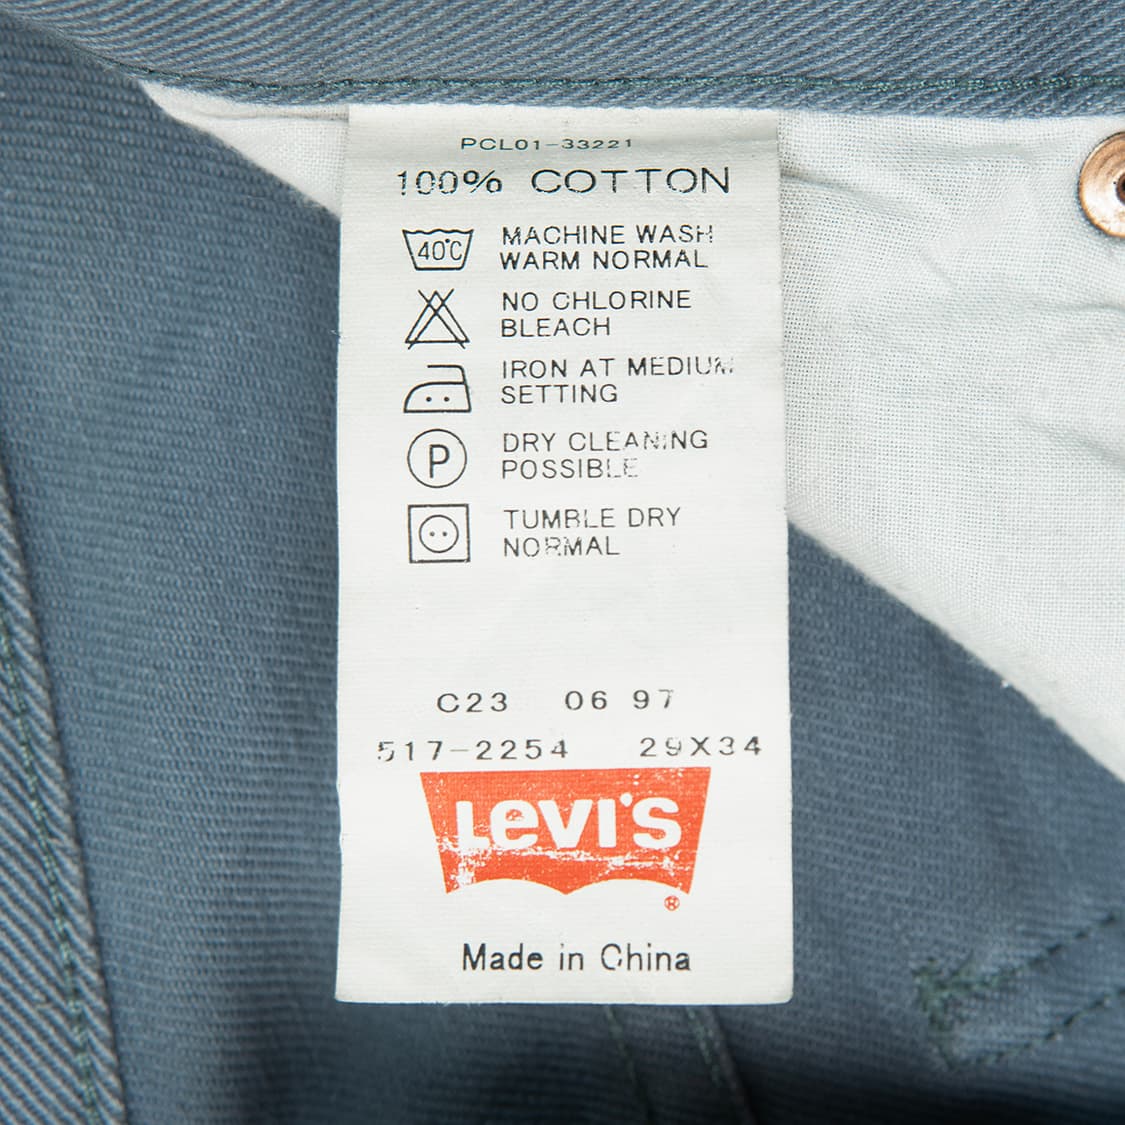 PCL01-33221
100% COTTON
40°C
MACHINE WASH
WARM NORMAL
NO CHLORINE
BLEACH
IRON AT MEDIUM
SETTING
P
DRY CLEANING
POSSIBLE
TUMBLE DRY
NORMAL
C23 06 97
517-2254 29X34
LEVI'S
®
Made in China